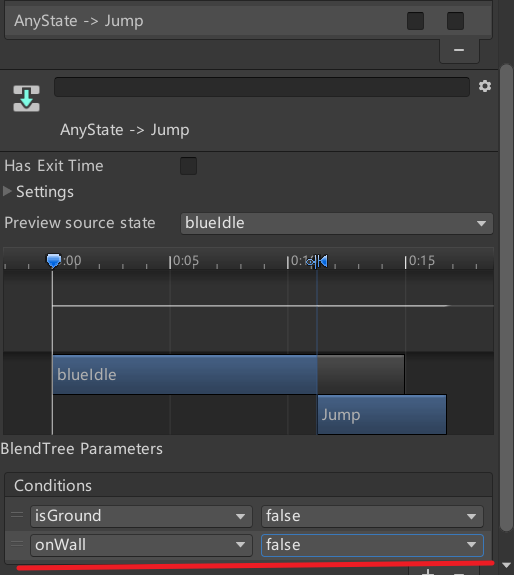 AnyState -> Jump
AnyState -> Jump
Has Exit Time
Settings
Preview source state blueIdle
:00 0:05 0:1 0:15
blueIdle
Jump
BlendTree Parameters
Conditions
isGround false
onWall false